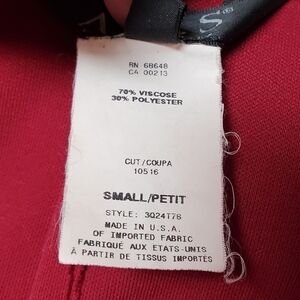 S®
RN 68648
CA 00213
70% VISCOSE
30% POLYESTER
CUT/COUPA
10516
SMALL/PETIT
STYLE: 3Q24T78
MADE IN U.S.A.
OF IMPORTED FABRIC
FABRIQUÉ AUX ETATS-UNIS
À PARTIR DE TISSUS IMPORTÉS